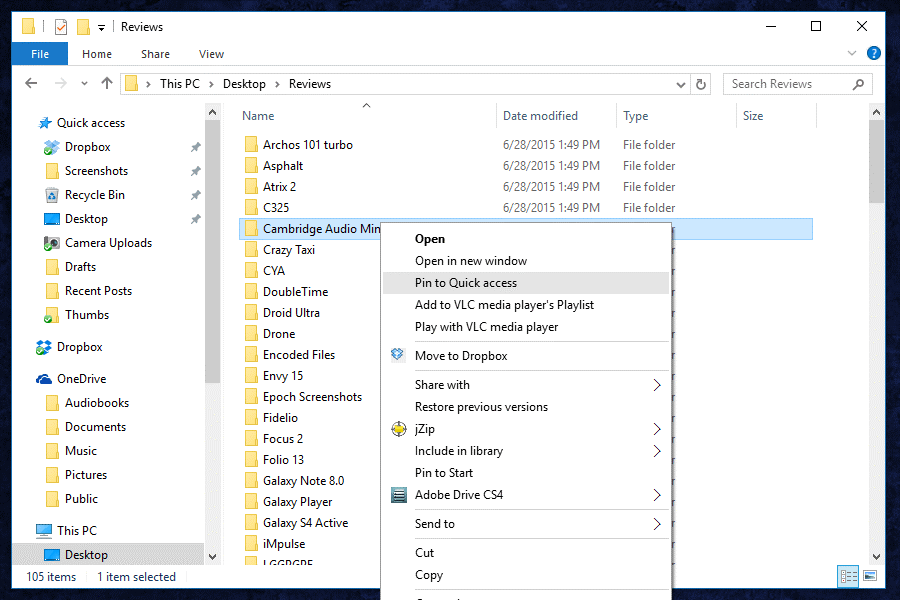 Reviews
File Home Share View
This PC Desktop Reviews Search Reviews
Name Date modified Type Size
Quick access
Dropbox
Screenshots
Recycle Bin
Desktop
Camera Uploads
Drafts
Recent Posts
Thumbs
Dropbox
OneDrive
Audiobooks
Documents
Music
Pictures
Public
This PC
Desktop
Archos 101 turbo 6/28/2015 1:49 PM File folder
Asphalt 6/28/2015 1:49 PM File folder
Atrix 2 6/28/2015 1:49 PM File folder
C325 6/28/2015 1:49 PM File folder
Cambridge Audio Min
Crazy Taxi
CYA
DoubleTime
Droid Ultra
Drone
Encoded Files
Envy 15
Epoch Screenshots
Fidelio
Focus 2
Folio 13
Galaxy Note 8.0
Galaxy Player
Galaxy S4 Active
iMpulse
Open
Open in new window
Pin to Quick access
Add to VLC media player's Playlist
Play with VLC media player
Move to Dropbox
Share with
Restore previous versions
jZip
Include in library
Pin to Start
Adobe Drive CS4
Send to
Cut
Copy
105 items 1 item selected